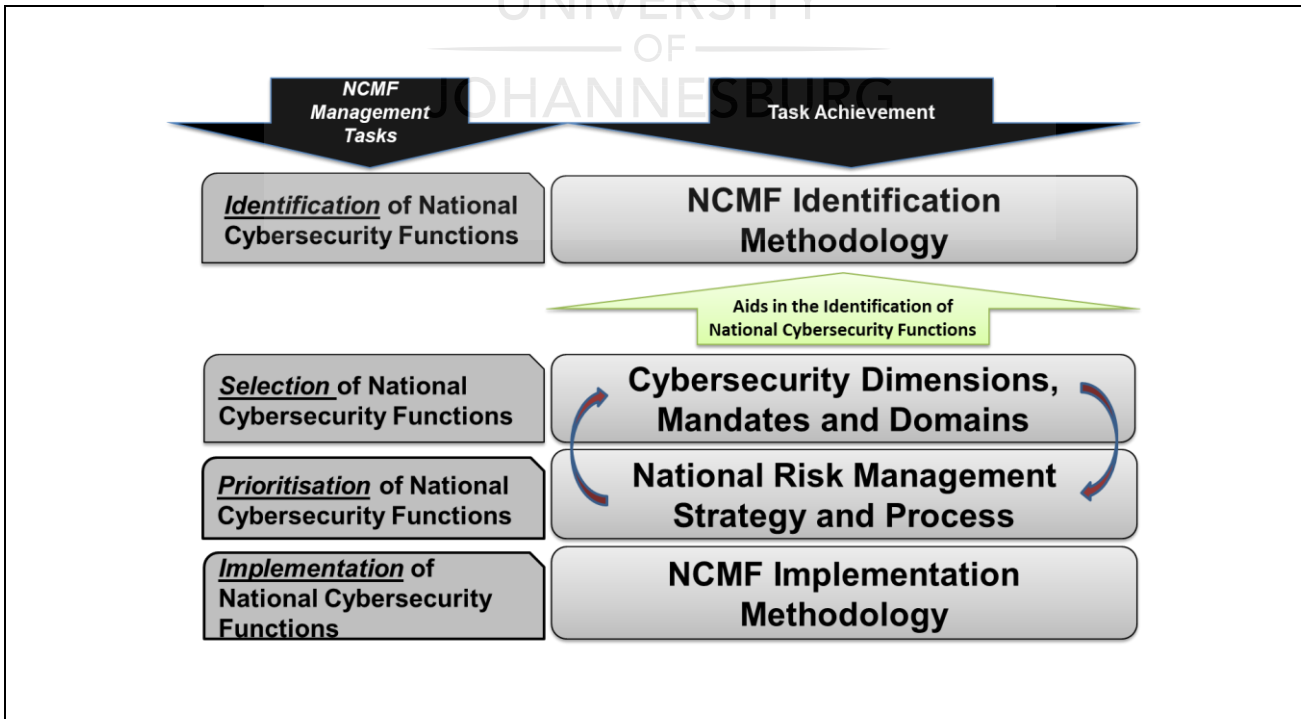 UNIVERSITY
OF
JOHANNESBURG
NCMF
Management
Tasks
Task Achievement
Identification of National
Cybersecurity Functions
NCMF Identification
Methodology
Aids in the Identification of
National Cybersecurity Functions
Selection of National
Cybersecurity Functions
Cybersecurity Dimensions,
Mandates and Domains
Prioritisation of National
Cybersecurity Functions
National Risk Management
Strategy and Process
Implementation of
National Cybersecurity
Functions
NCMF Implementation
Methodology